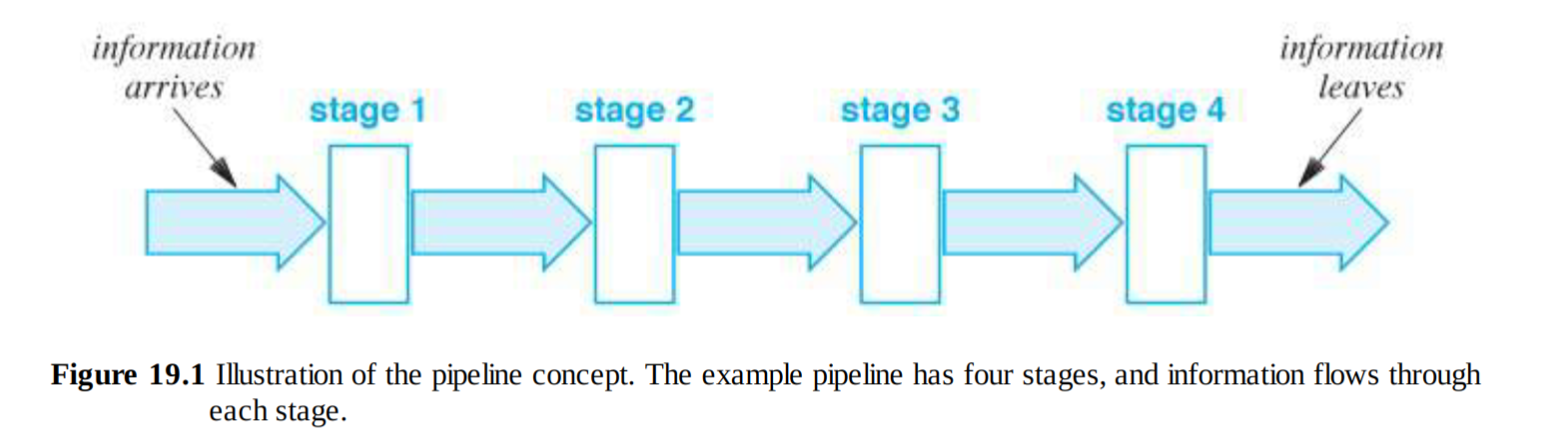 information
arrives
information
leaves
stage 1
stage 2
stage 3
stage 4
Figure 19.1 Illustration of the pipeline concept. The example pipeline has four stages, and information flows through
each stage.